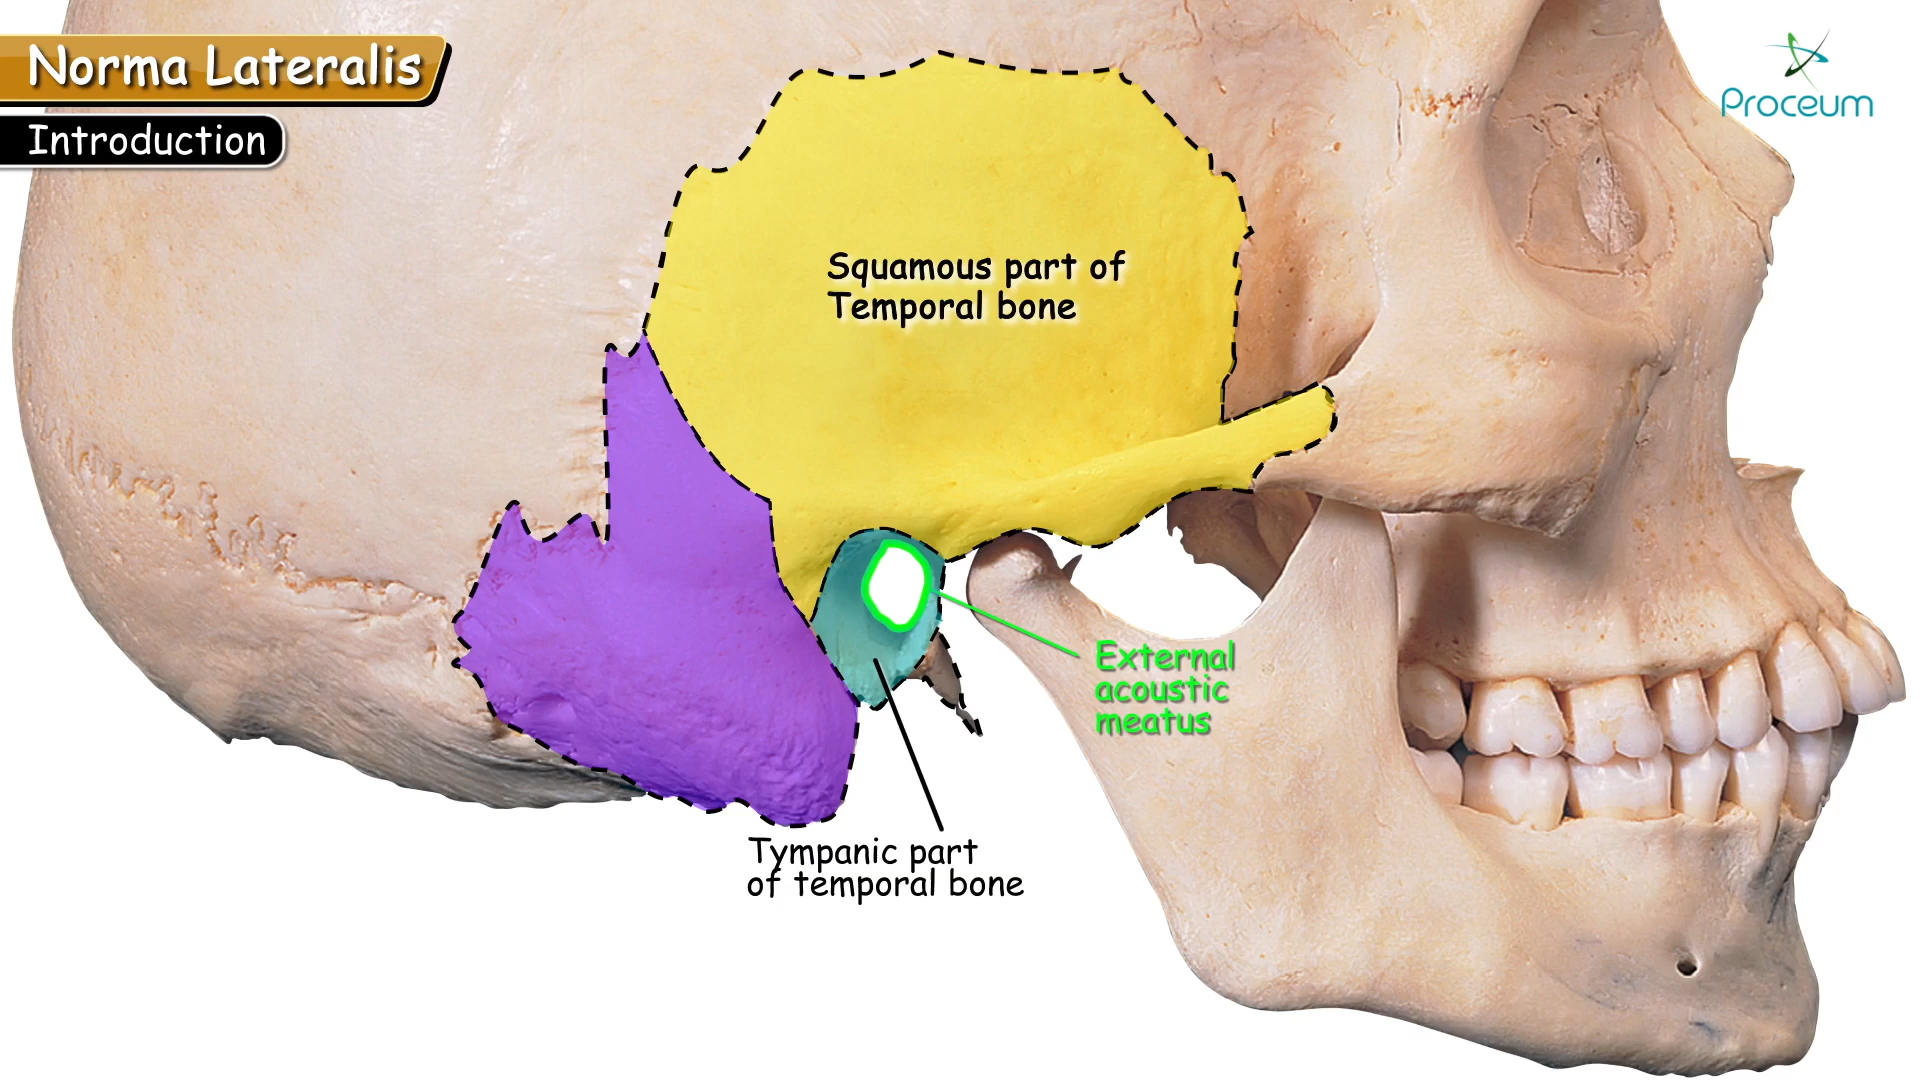 Norma Lateralis
Introduction
Proceum
Squamous part of
Temporal bone
External
acoustic
meatus
Tympanic part
of temporal bone